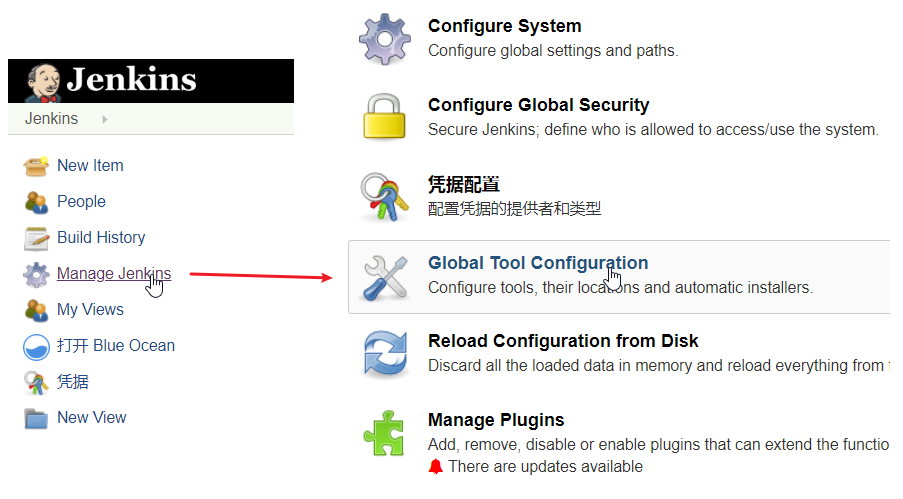 Jenkins
Jenkins
New Item
People
Build History
Manage Jenkins
My Views
打开 Blue Ocean
凭据
New View
Configure System
Configure global settings and paths.
Configure Global Security
Secure Jenkins; define who is allowed to access/use the system.
凭据配置
配置凭据的提供者和类型
Global Tool Configuration
Configure tools, their locations and automatic installers.
Reload Configuration from Disk
Discard all the loaded data in memory and reload everything from
Manage Plugins
Add, remove, disable or enable plugins that can extend the functio
There are updates available